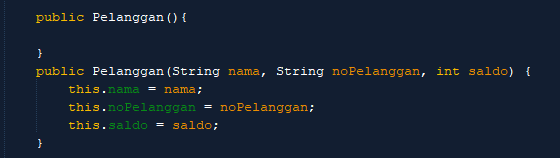 public Pelanggan(){
}
public Pelanggan(String nama, String noPelanggan, int saldo) {
this.nama = nama;
this.noPelanggan = noPelanggan;
this.saldo = saldo;
}